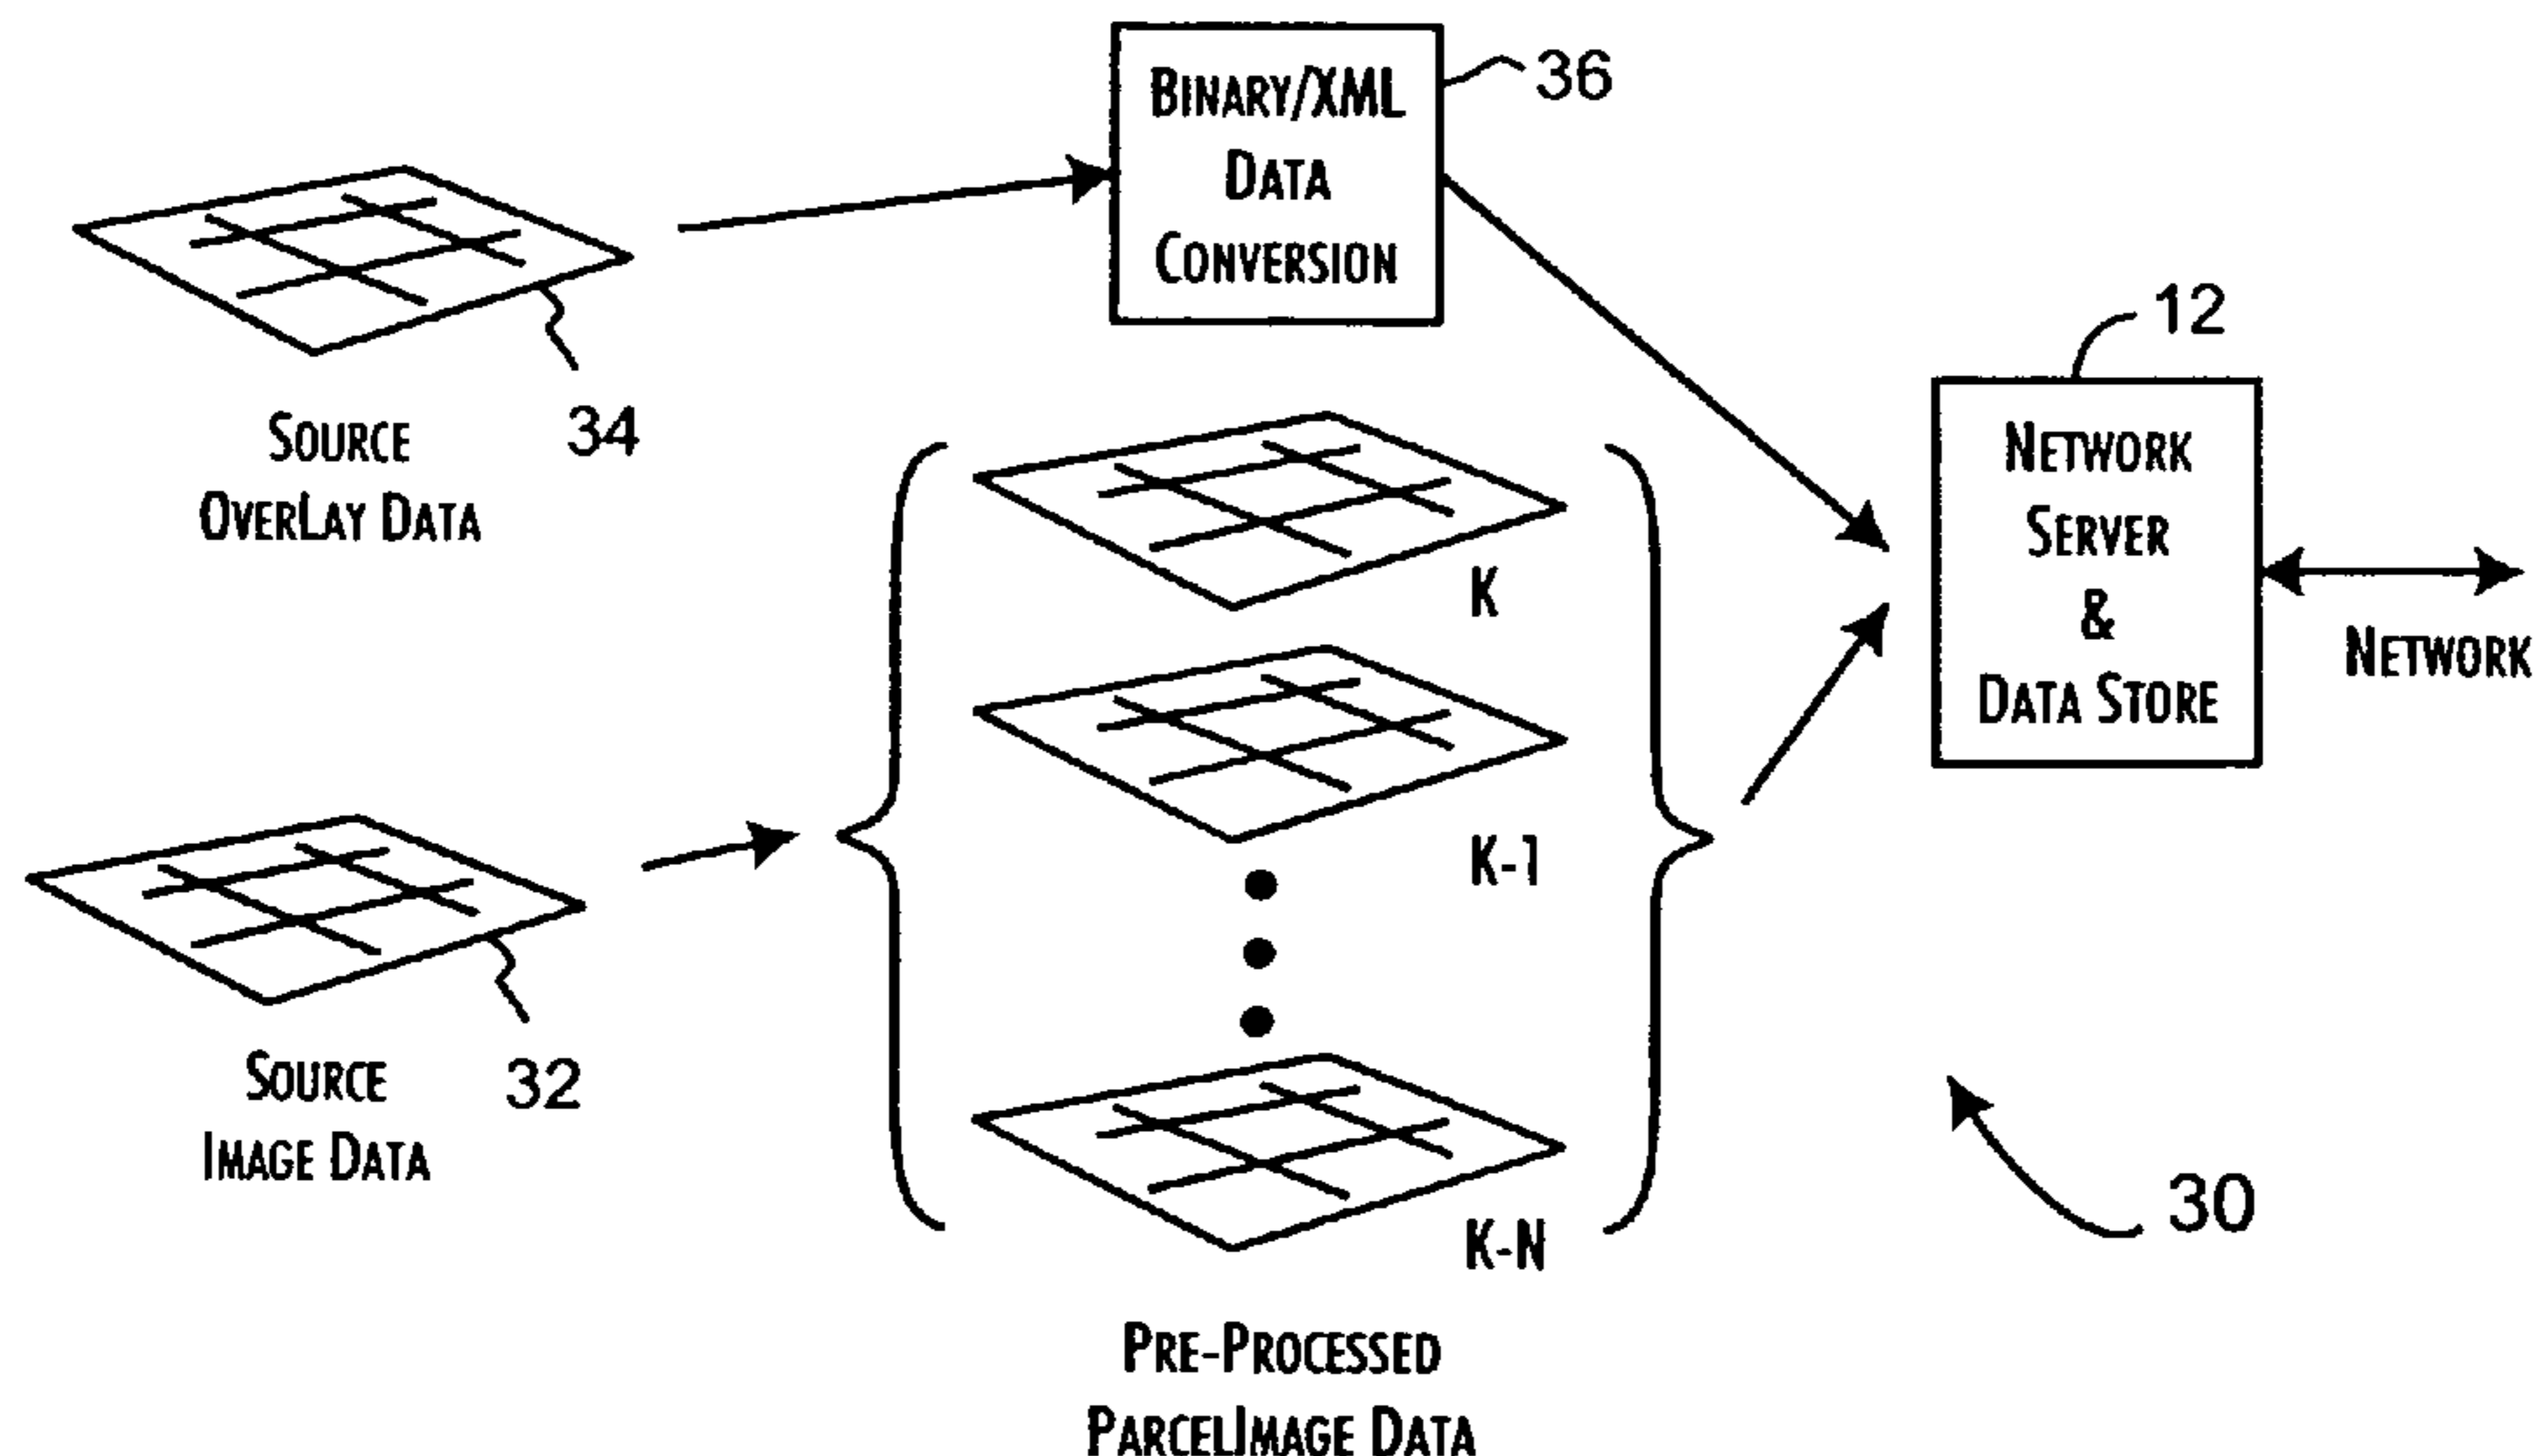 BINARY/XML
DATA
CONVERSION
36
SOURCE
OVERLAY DATA
34
12
NETWORK
SERVER
&
DATA STORE
NETWORK
K
K-1
K-N
SOURCE
IMAGE DATA
32
PRE-PROCESSED
PARCELIMAGE DATA
30